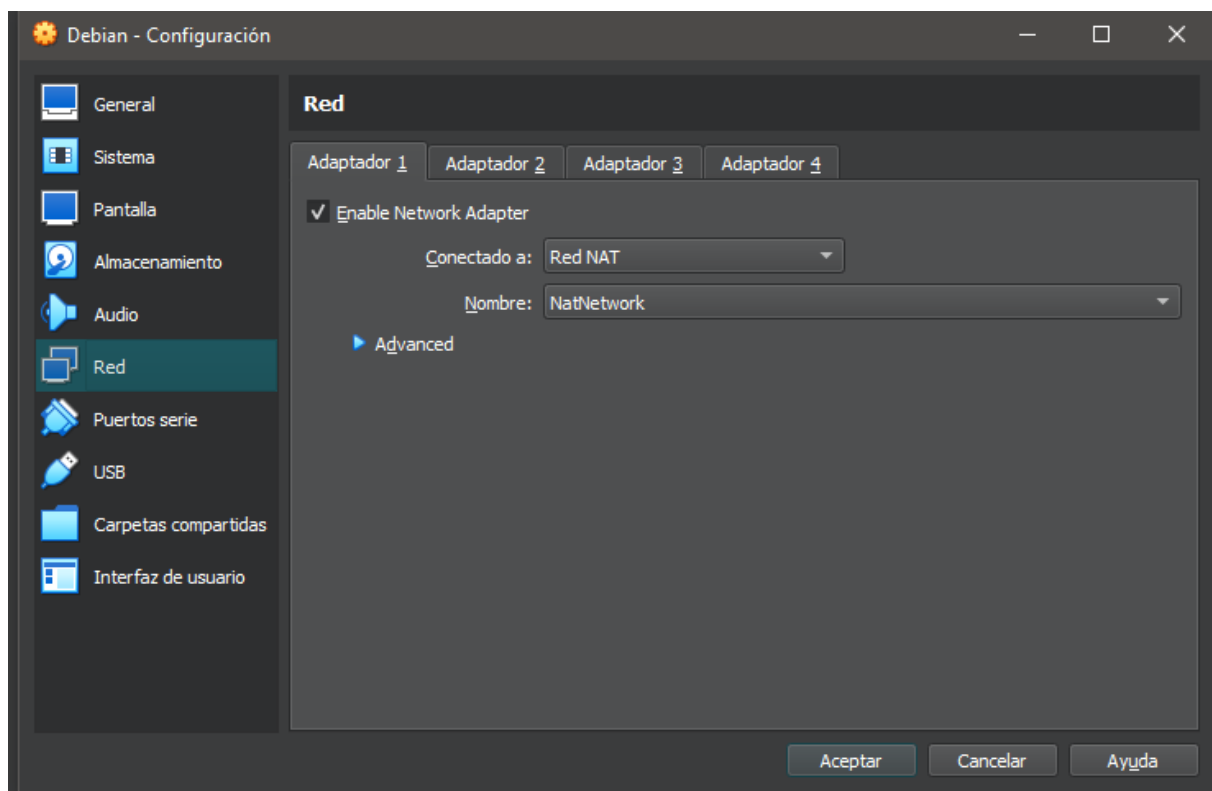 Debian - Configuración
General
Sistema
Pantalla
Almacenamiento
Audio
Red
Puertos serie
USB
Carpetas compartidas
Interfaz de usuario
Red
Adaptador 1 Adaptador 2 Adaptador 3 Adaptador 4
Enable Network Adapter
Conectado a: Red NAT
Nombre: NatNetwork
Advanced
Aceptar Cancelar Ayuda